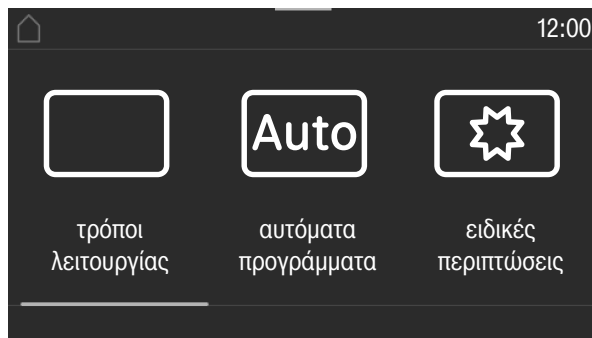 12:00
Auto
τρόποι
λειτουργίας
αυτόματα
προγράμματα
ειδικές
περιπτώσεις